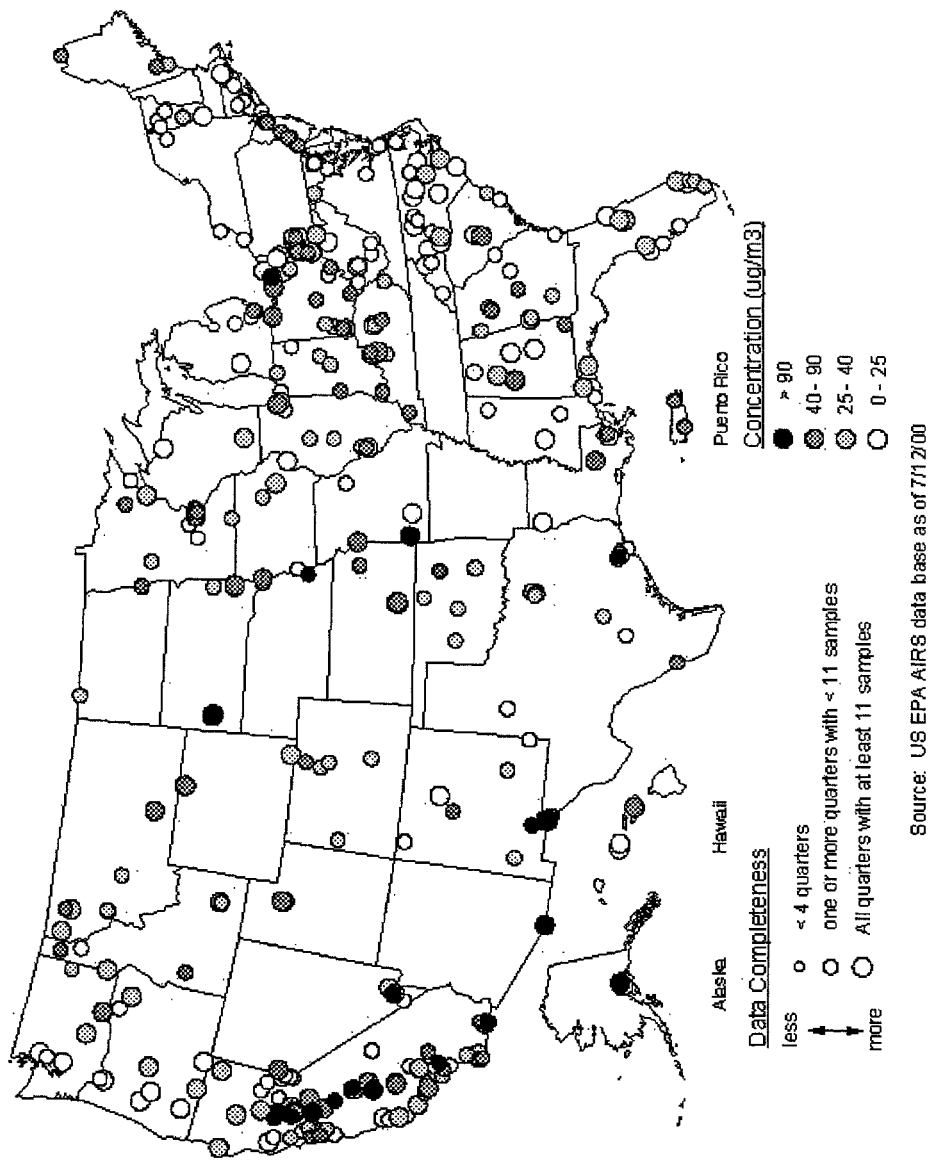 Alaska
Hawaii
Puerto Rico
Data Completeness
less
more
< 4 quarters
one or more quarters with < 11 samples
All quarters with at least 11 samples
Concentration (ug/m3)
> 90
40 - 90
25 - 40
0 - 25
Source: US EPA AIRS data base as of 7/12/00